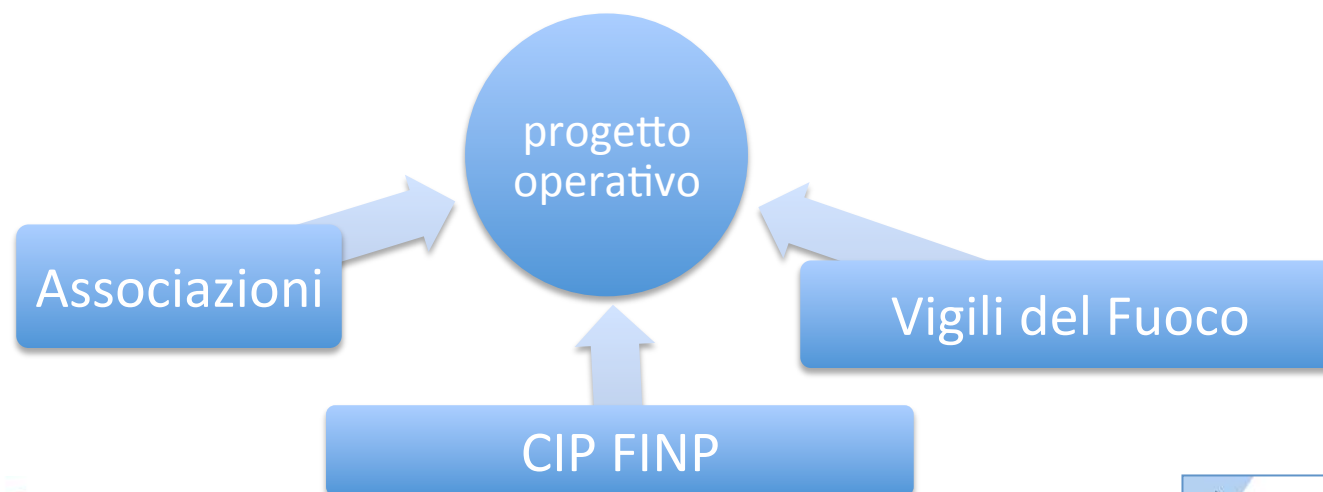 progetto
operativo
Associazioni
Vigili del Fuoco
CIP FINP